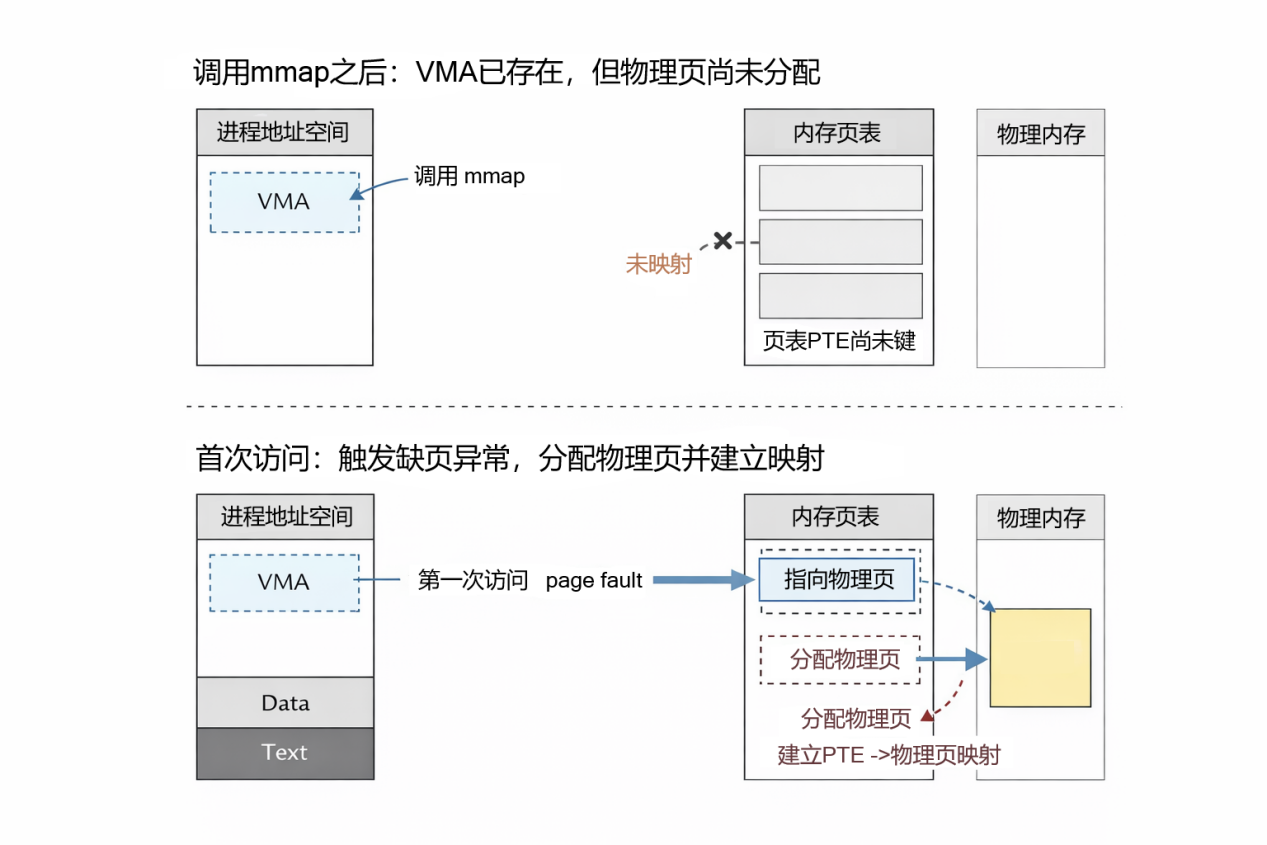 调用mmap之后：VMA已存在，但物理页尚未分配
进程地址空间
内存页表
物理内存
VMA
调用 mmap
未映射
页表PTE尚未键
首次访问：触发缺页异常，分配物理页并建立映射
进程地址空间
内存页表
物理内存
VMA
第一次访问 page fault
指向物理页
分配物理页
Data
分配物理页
Text
建立PTE ->物理页映射